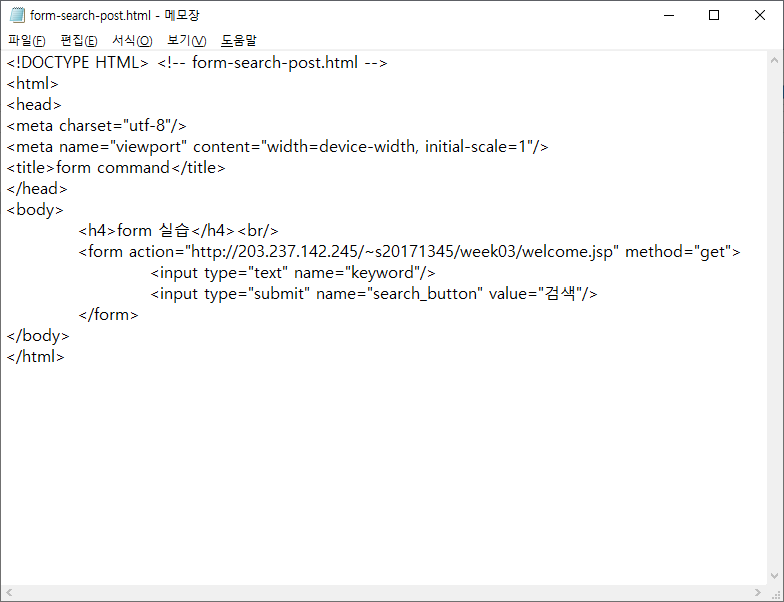 form-search-post.html - 메모장
파일(F) 편집(E) 서식(O) 보기(V) 도움말
<!DOCTYPE HTML> <!-- form-search-post.html -->
<html>
<head>
<meta charset="utf-8"/>
<meta name="viewport" content="width=device-width, initial-scale=1"/>
<title>form command</title>
</head>
<body>
<h4>form 실습</h4><br/>
<form action="http://203.237.142.245/~s20171345/week03/welcome.jsp" method="get">
<input type="text" name="keyword"/>
<input type="submit" name="search_button" value="검색"/>
</form>
</body>
</html>